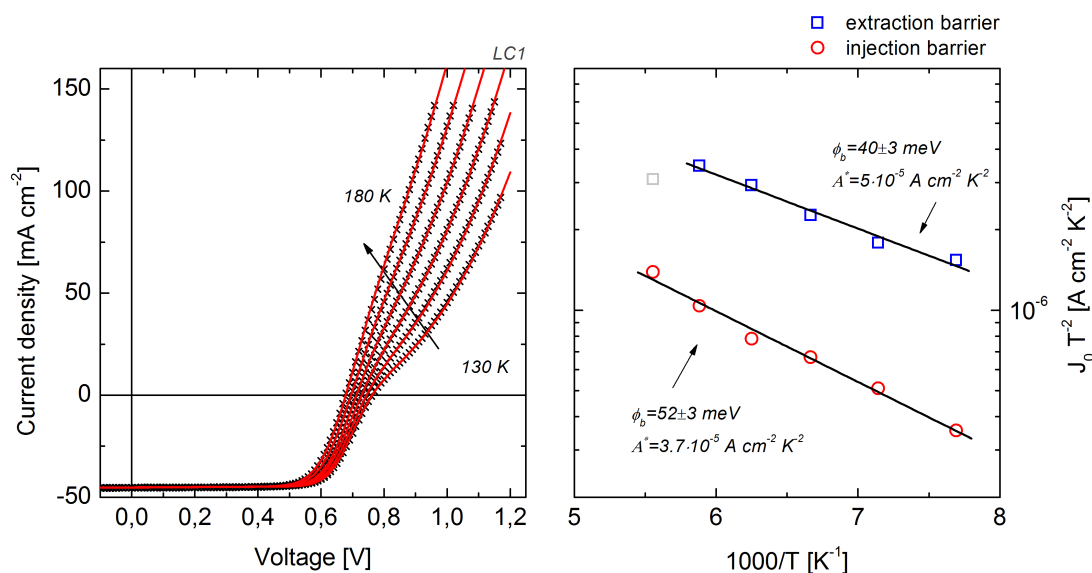 LC1
150
100
50
0
-50
Current density [mA cm-2]
180 K
130 K
0,0 0,2 0,4 0,6 0,8 1,0 1,2
Voltage [V]
extraction barrier
injection barrier
ϕb=40±3 meV
A*=5·10-5 A cm-2 K-2
ϕb=52±3 meV
A*=3.7·10-5 A cm-2 K-2
10-6
J0 T-2 [A cm-2 K-2]
5 6 7 8
1000/T [K-1]